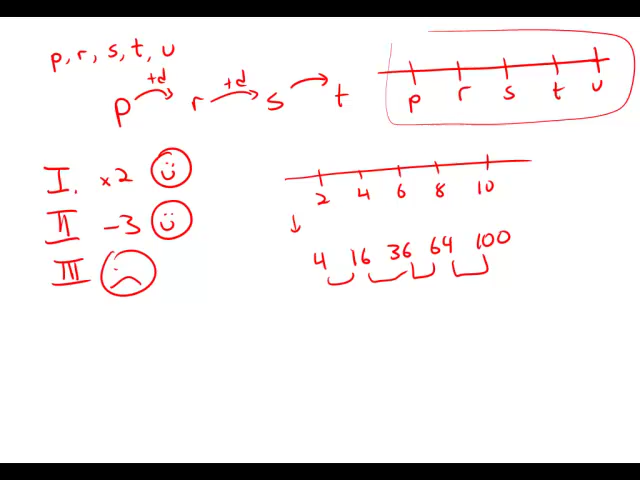 p, r, s, t, u
+d +d
p r s t
p r s t u
I. ×2
II -3
III
2 4 6 8 10
4 16 36 64 100